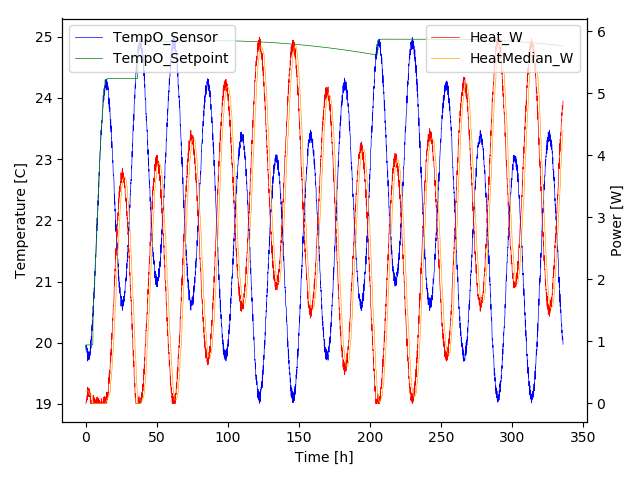 TempO_Sensor
TempO_Setpoint
Heat_W
HeatMedian_W
25
24
23
22
21
20
19
Temperature [C]
6
5
4
3
2
1
0
Power [W]
0 50 100 150 200 250 300 350
Time [h]